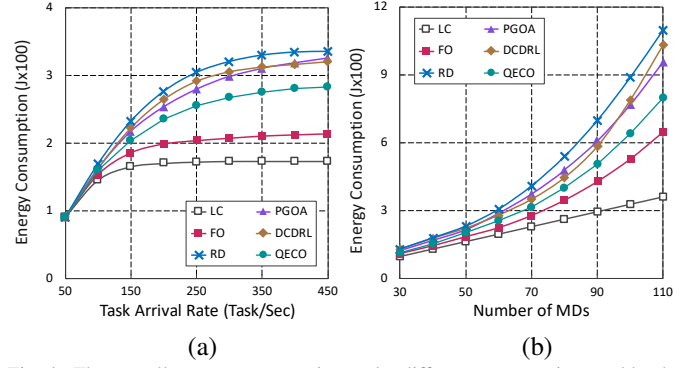 4
3
2
1
0
Energy Consumption (Jx100)
LC
FO
RD
PGOA
DCDRL
QECO
50
150
250
350
450
Task Arrival Rate (Task/Sec)
(a)
12
9
6
3
0
Energy Consumption (Jx100)
LC
FO
RD
PGOA
DCDRL
QECO
30
50
70
90
110
Number of MDs
(b)